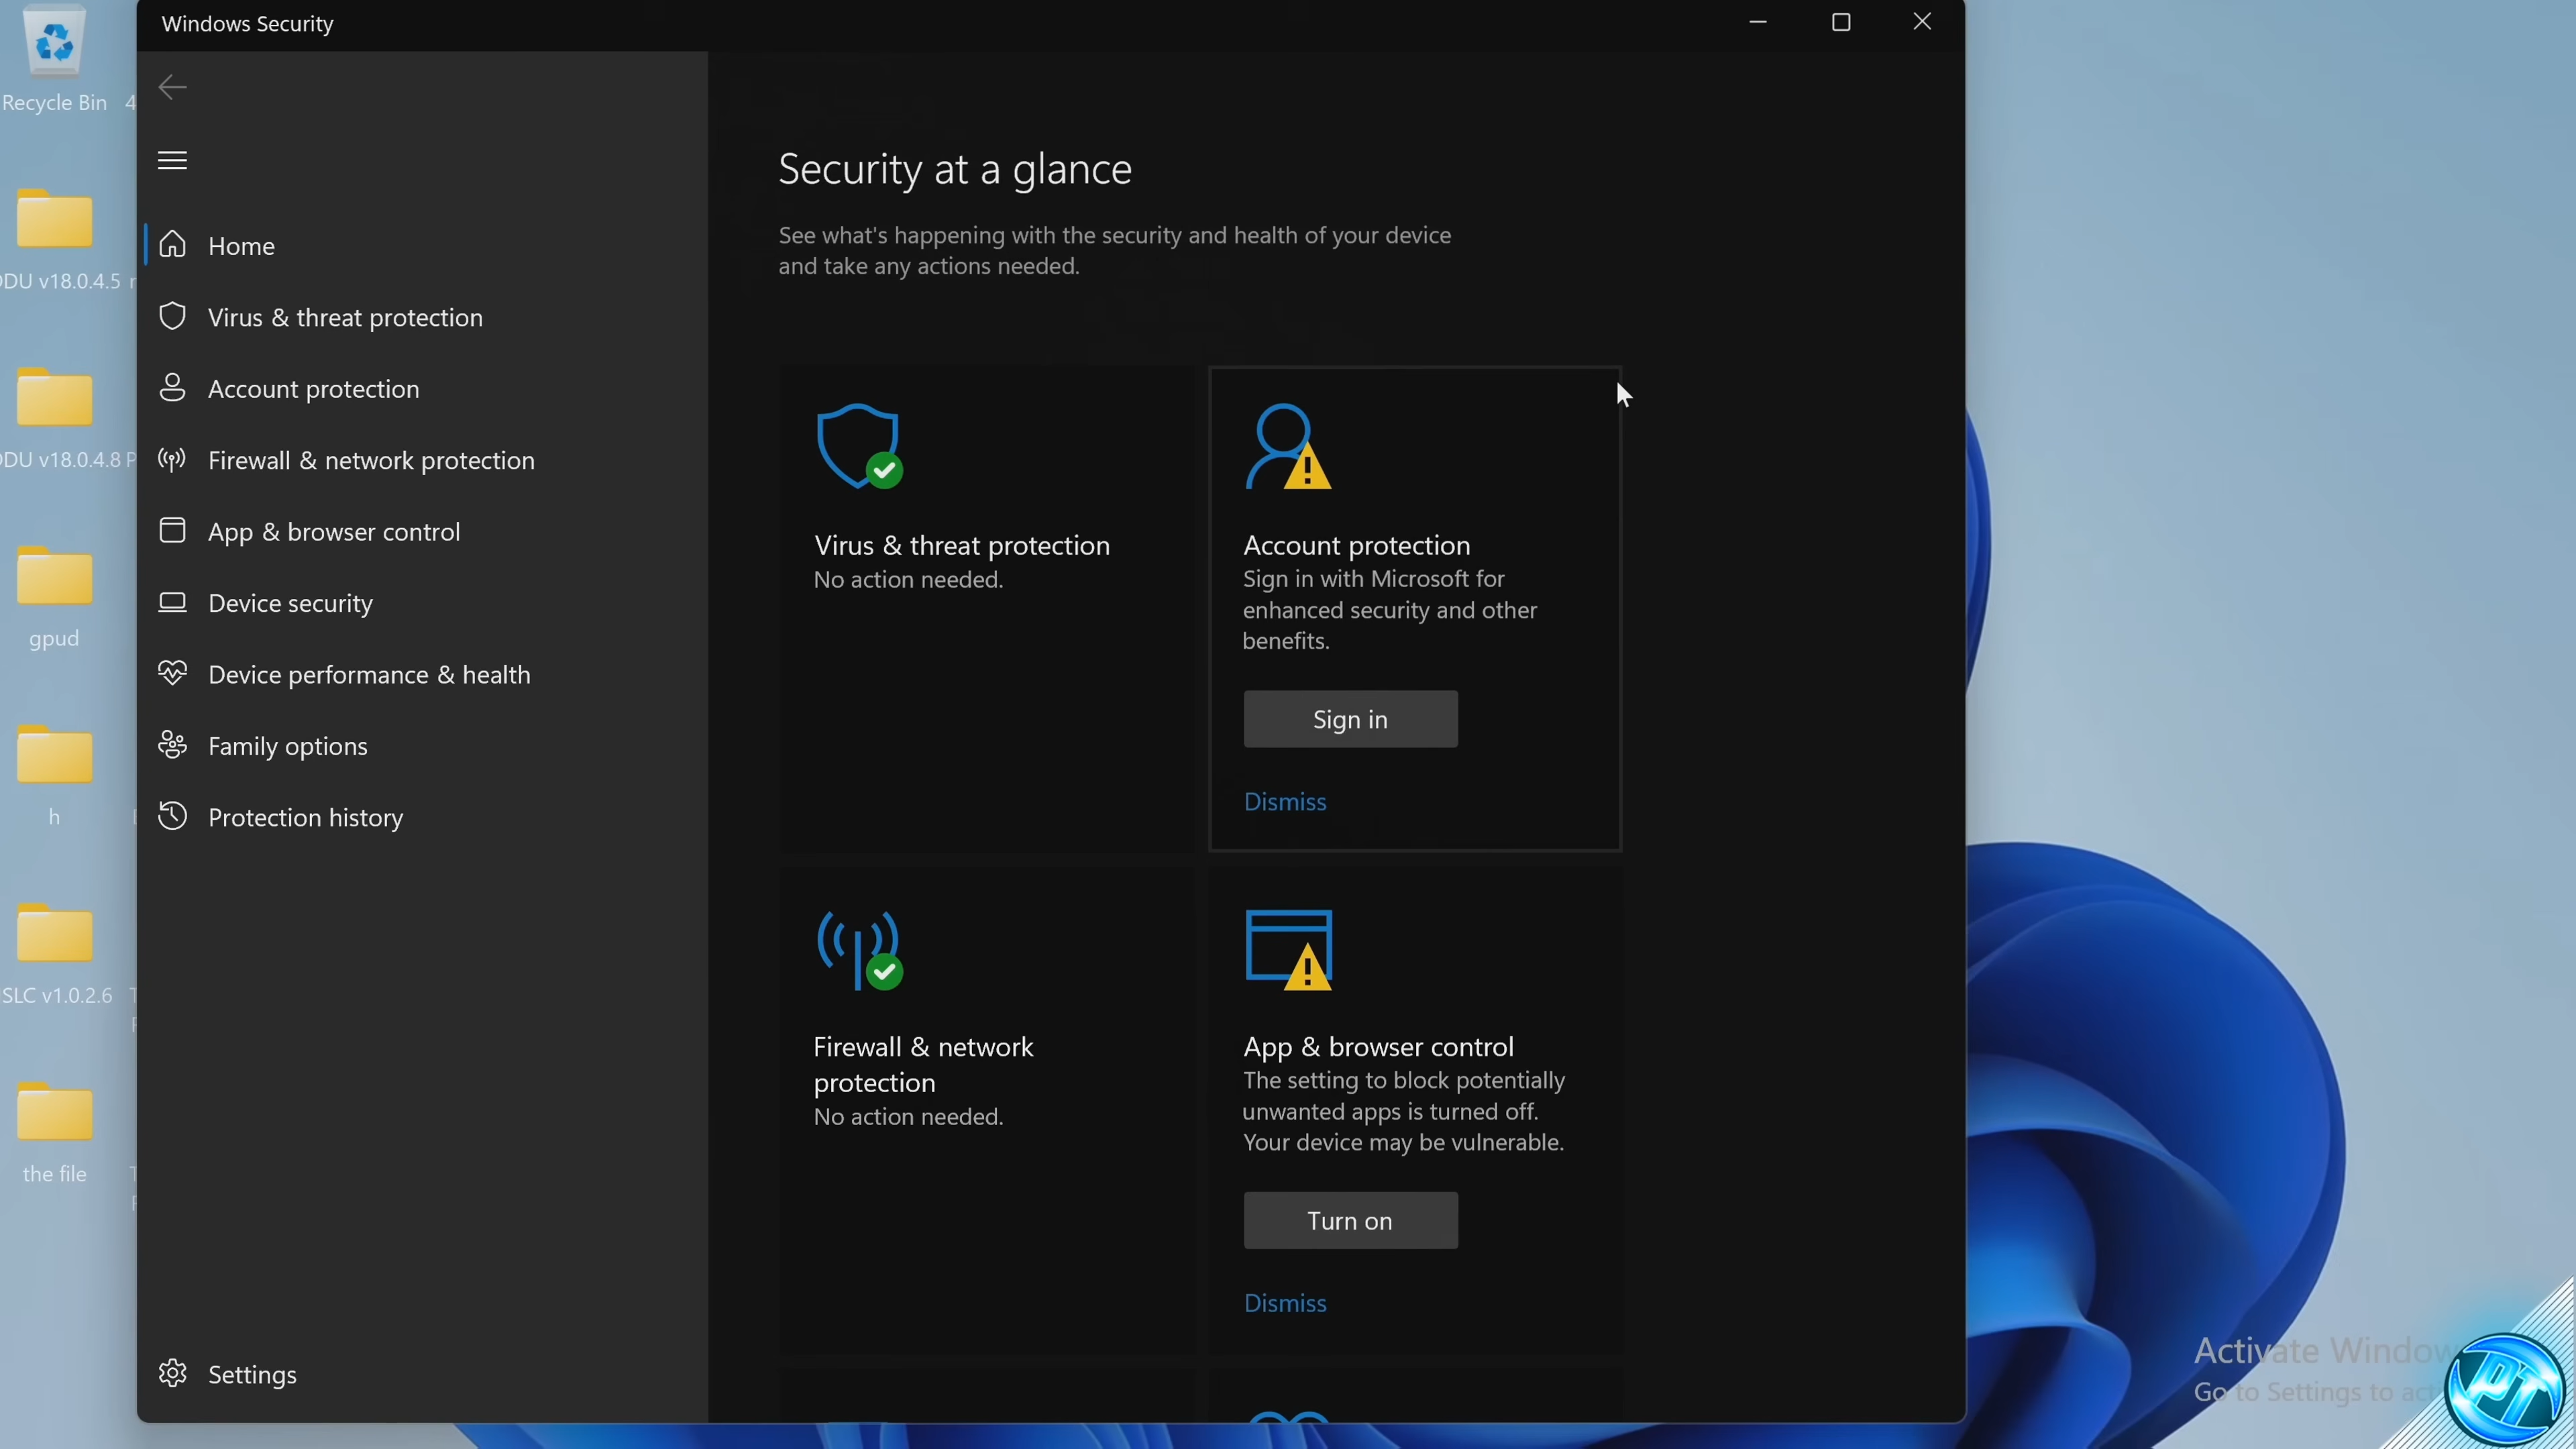 Windows Security
Recycle Bin
4
DDU v18.0.4.5
DDU v18.0.4.8
P
gpud
h
SLC v1.0.2.6
the file
Home
Virus & threat protection
Account protection
Firewall & network protection
App & browser control
Device security
Device performance & health
Family options
Protection history
Settings
Security at a glance
See what's happening with the security and health of your device
and take any actions needed.
Virus & threat protection
No action needed.
Account protection
Sign in with Microsoft for
enhanced security and other
benefits.
Sign in
Dismiss
Firewall & network
protection
No action needed.
App & browser control
The setting to block potentially
unwanted apps is turned off.
Your device may be vulnerable.
Turn on
Dismiss
Activate Window
Go to Settings to act
PT